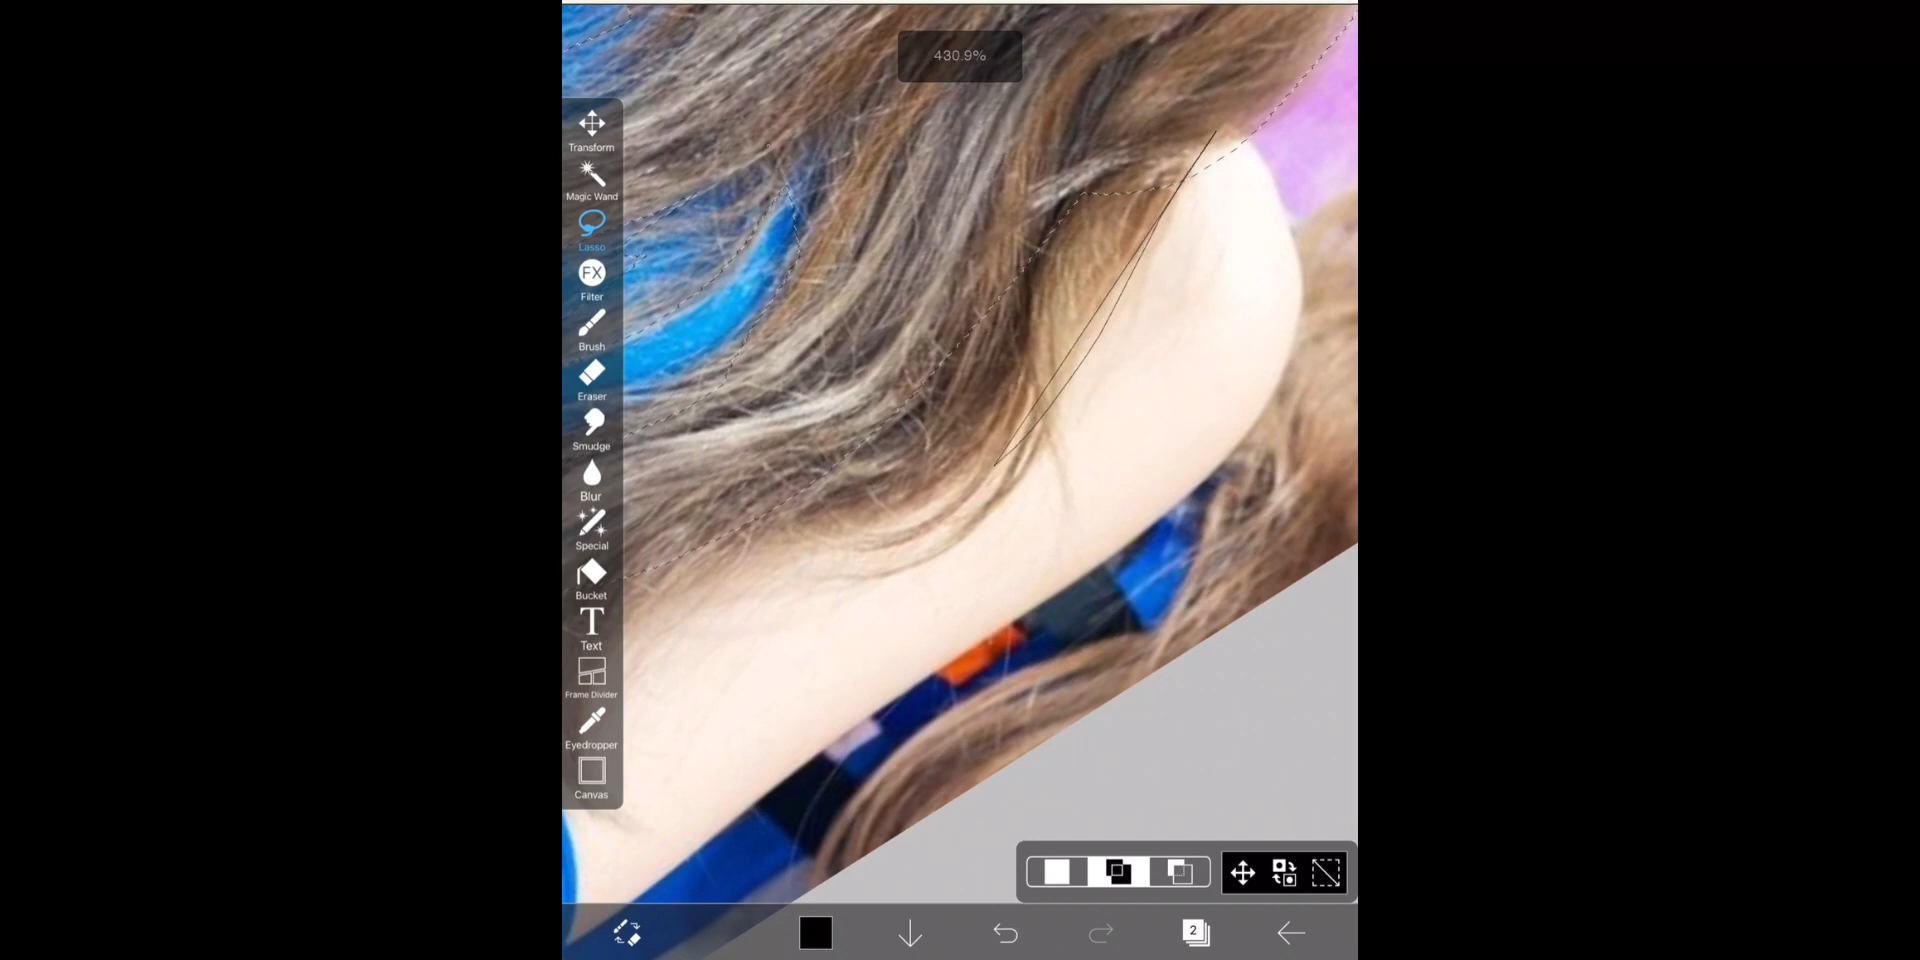 430.9%
Transform
Magic Wand
Lasso
FX
Filter
Brush
Eraser
Smudge
Blur
Special
Bucket
T
Text
Frame Divider
Eyedropper
Canvas
2